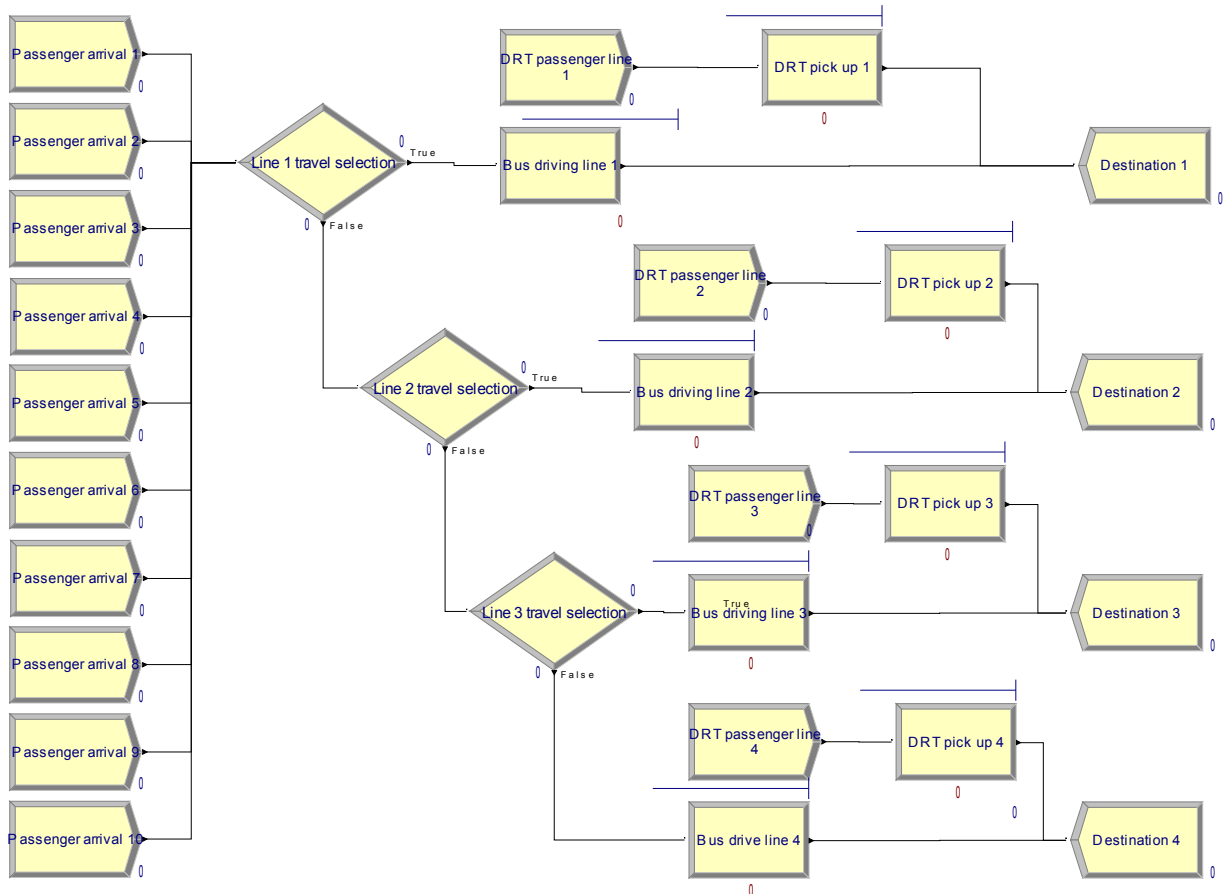 Passenger arrival 1
0
Passenger arrival 2
0
Passenger arrival 3
0
Passenger arrival 4
0
Passenger arrival 5
0
Passenger arrival 6
0
Passenger arrival 7
0
Passenger arrival 8
0
Passenger arrival 9
0
Passenger arrival 10
0
Line 1 travel selection
0
True
0
False
DRT passenger line
1
0
DRT pick up 1
0
Bus driving line 1
0
Destination 1
0
Line 2 travel selection
0
True
0
False
DRT passenger line
2
0
DRT pick up 2
0
Bus driving line 2
0
Destination 2
0
Line 3 travel selection
0
True
0
False
DRT passenger line
3
0
DRT pick up 3
0
Bus driving line 3
0
Destination 3
0
DRT passenger line
4
0
DRT pick up 4
0
Bus drive line 4
0
Destination 4
0